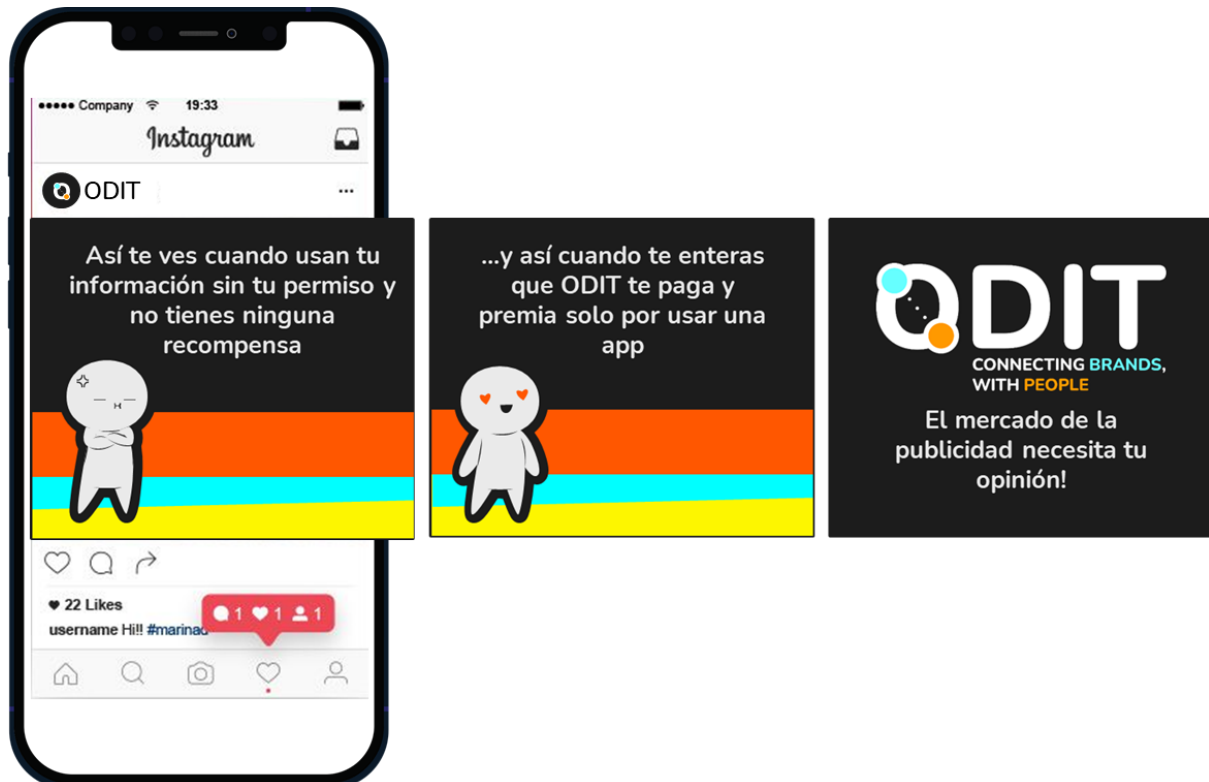 Company 19:33
Instagram
ODIT
Así te ves cuando usan tu
información sin tu permiso y
no tienes ninguna
recompensa
...y así cuando te enteras
que ODIT te paga y
premia solo por usar una
app
ODIT
CONNECTING BRANDS,
WITH PEOPLE
El mercado de la
publicidad necesita tu
opinión!
22 Likes
1 1 1
username Hi!! #marinad